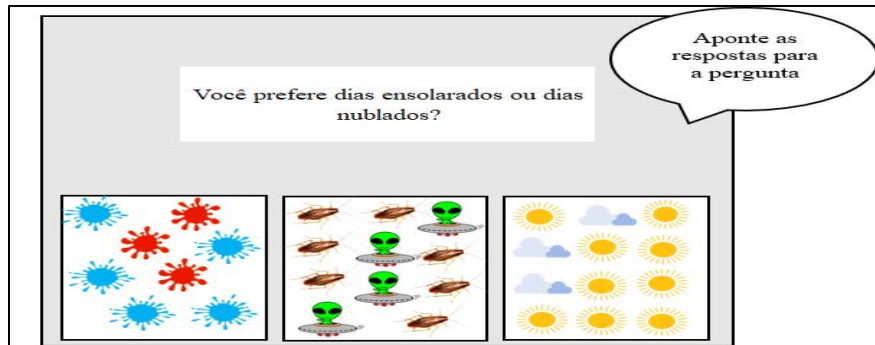 Aponte as
respostas para
a pergunta
Você prefere dias ensolarados ou dias
nublados?